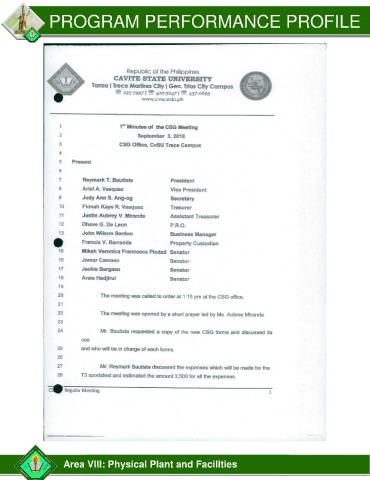 PROGRAM PERFORMANCE PROFILE
Republic of the Philippines
CAVITE STATE UNIVERSITY
Tanza | Trece Martires City | Gen. Trias City Campus
www.cvsu.edu.ph
1 1st Minutes of the CSG Meeting
2 September 3, 2018
3 CSG Office, CvSU Trece Campus
4
5 Present
6
7 Reymark T. Bautista President
8 Ariel A. Vasquez Vice President
9 Judy Ann S. Ang-og Secretary
10 Fionah Kaye R. Vasquez Tresurer
11 Justin Aubrey V. Miranda Assistant Treasurer
12 Dhave G. De Leon P.R.O.
13 John Wilson Senton Business Manager
Francis V. Barranda Property Custodian
15 Mikah Veronica Francesca Piedad Senator
16 Jomar Camaso Senator
17 Jackie Bargaso Senator
18 Arsie Hadjirul Senator
19
20 The meeting was called to order at 1:15 pm at the CSG office.
21
22 The meeting was opened by a short prayer led by Ms. Aubrey Mirande.
23
24 Mr. Bautista requested a copy of the new CSG forms and discussed its
use
25 and who will be in charge of each forms.
26
27 Mr. Reymark Bautista discussed the expenses which will be made for the
28 T3 sportsfest and estimated the amount 3,500 for all the expenses.
Regular Meeting 1
Area VIII: Physical Plant and Facilities